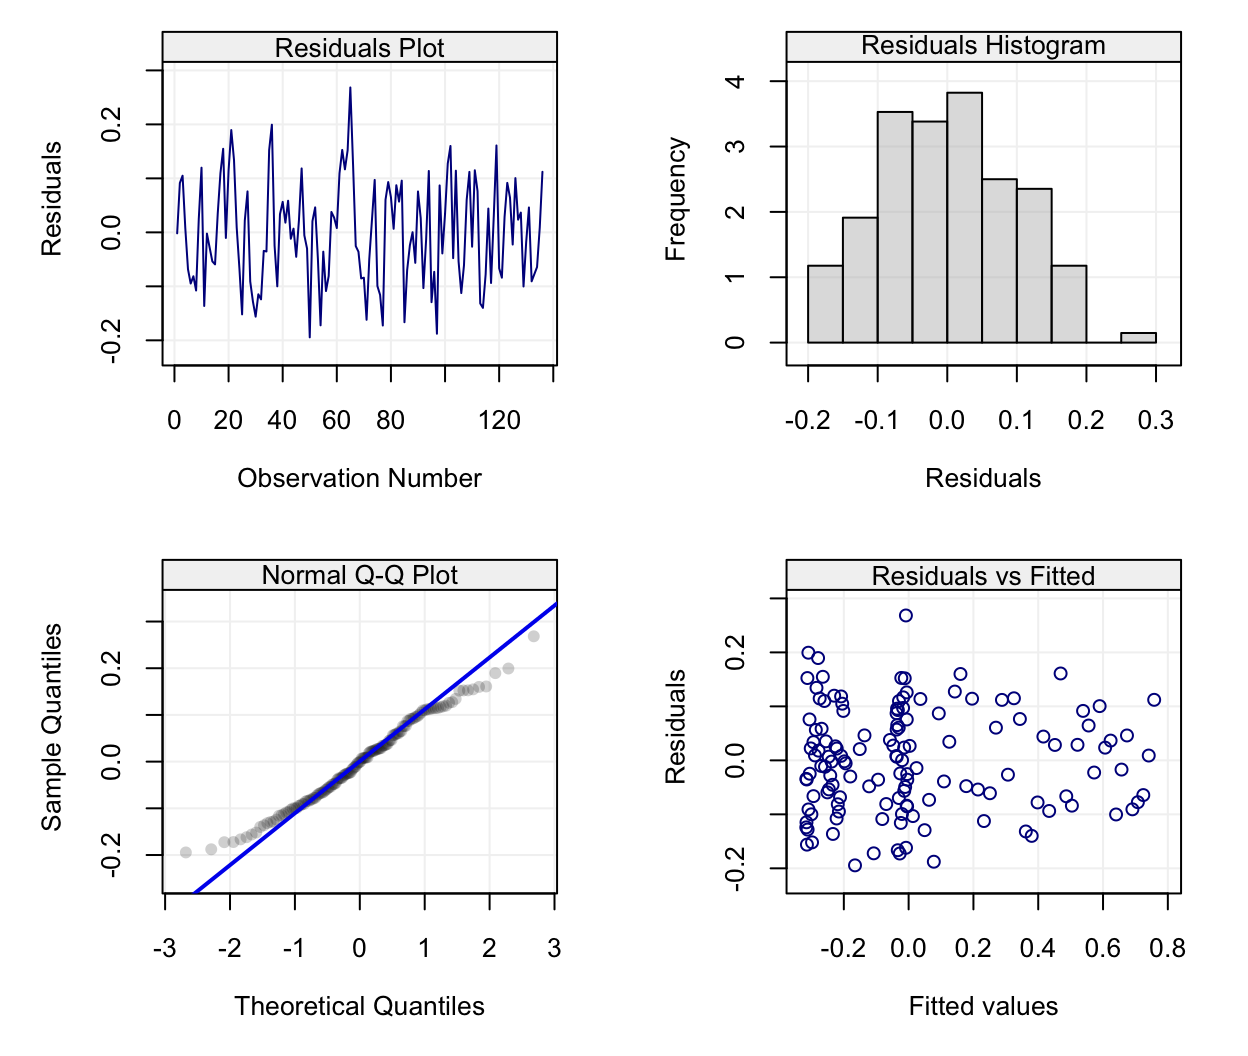 Residuals Plot
Residuals
0.2
0.0
-0.2
0 20 40 60 80 120
Observation Number
Residuals Histogram
Frequency
4
3
2
1
0
-0.2 -0.1 0.0 0.1 0.2 0.3
Residuals
Normal Q-Q Plot
Sample Quantiles
0.2
0.0
-0.2
-3 -2 -1 0 1 2 3
Theoretical Quantiles
Residuals vs Fitted
Residuals
0.2
0.0
-0.2
-0.2 0.0 0.2 0.4 0.6 0.8
Fitted values